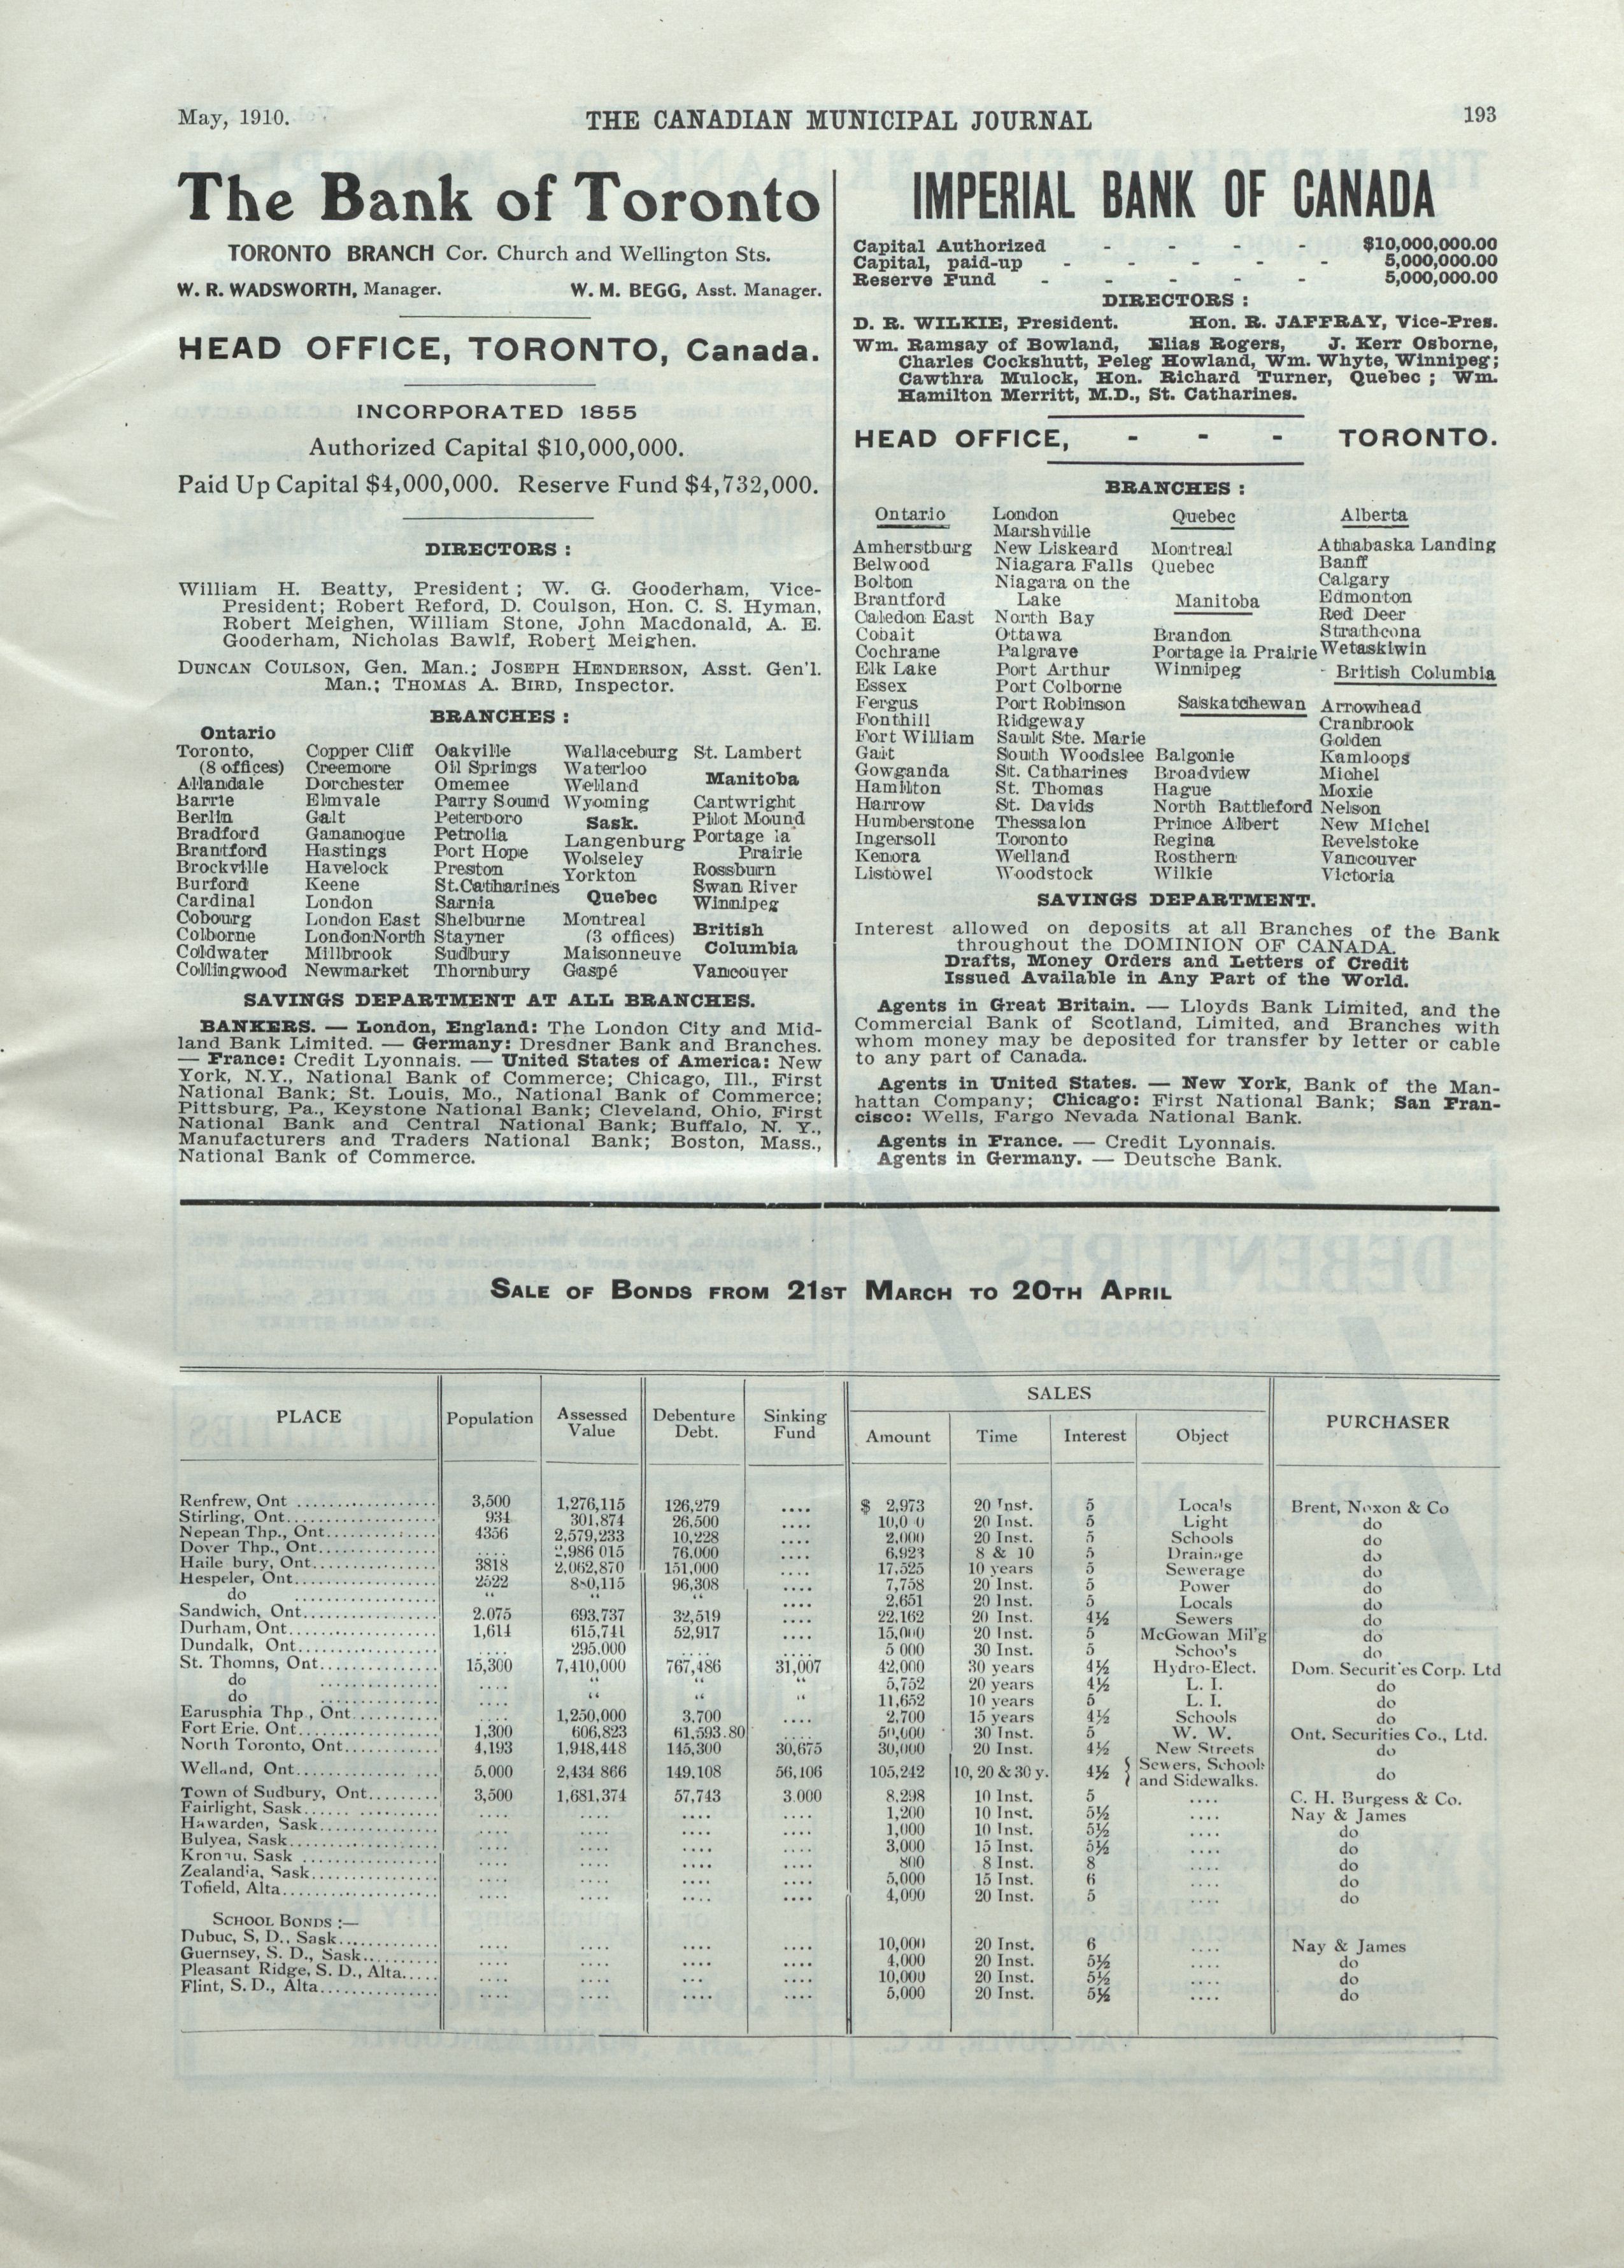 May, 1910.
THE CANADIAN MUNICIPAL JOURNAL
193
The Bank of Toronto
TORONTO BRANCH Cor. Church and Wellington Sts.
W. R. WADSWORTH, Manager. W. M. BEGG, Asst. Manager.
HEAD OFFICE, TORONTO, Canada.
INCORPORATED 1855
Authorized Capital $10,000,000.
Paid Up Capital $4,000,000. Reserve Fund $4,732,000.
DIRECTORS :
William H. Beatty, President ; W. G. Gooderham, Vice-
President; Robert Reford, D. Coulson, Hon. C. S. Hyman,
Robert Meighen, William Stone, John Macdonald, A. E.
Gooderham, Nicholas Bawlf, Robert Meighen.
DUNCAN COULSON, Gen. Man.; JOSEPH HENDERSON, Asst. Gen'l.
Man.; THOMAS A. BIRD, Inspector.
BRANCHES :
Ontario
Toronto.
(8 offices)
Allandale
Barrie
Berlin
Bradford
Brantford
Brockville
Burford
Cardinal
Cobourg
Colborne
Coldwater
Collingwood
Copper Cliff
Creemore
Dorchester
Elmvale
Galt
Gananoque
Hastings
Havelock
Keene
London
London East
London North
Millbrook
Newmarket
Oakville
Oil Springs
Omemee
Parry Sound
Peterboro
Petrolia
Port Hope
Preston
St.Catharines
Sarnia
Shelburne
Stayner
Sudbury
Thornbury
Wallaceburg
Waterloo
Welland
Wyoming
Sask.
Langenburg
Wolseley
Yorkton
Quebec
Montreal
(3 offices)
Maisonneuve
Gaspé
St. Lambert
Manitoba
Cartwright
Pilot Mound
Portage la
Prairie
Rossburn
Swan River
Winnipeg
British
Columbia
Vancouver
SAVINGS DEPARTMENT AT ALL BRANCHES.
BANKERS. — London, England: The London City and Mid-
land Bank Limited. — Germany: Dresdner Bank and Branches.
— France: Credit Lyonnais. — United States of America: New
York, N.Y., National Bank of Commerce; Chicago, Ill., First
National Bank; St. Louis, Mo., National Bank of Commerce;
Pittsburg, Pa., Keystone National Bank; Cleveland, Ohio, First
National Bank and Central National Bank; Buffalo, N. Y.,
Manufacturers and Traders National Bank; Boston, Mass.,
National Bank of Commerce.
IMPERIAL BANK OF CANADA
Capital Authorized - - - - $10,000,000.00
Capital, paid-up - - - - - 5,000,000.00
Reserve Fund - - - - - 5,000,000.00
DIRECTORS :
D. R. WILKIE, President. Hon. R. JAFFRAY, Vice-Pres.
Wm. Ramsay of Bowland, Elias Rogers, J. Kerr Osborne,
Charles Cockshutt, Peleg Howland, Wm. Whyte, Winnipeg;
Cawthra Mulock, Hon. Richard Turner, Quebec ; Wm.
Hamilton Merritt, M.D., St. Catharines.
HEAD OFFICE, - - - TORONTO.
BRANCHES :
Ontario
Amherstburg
Belwood
Bolton
Brantford
Caledon East
Cobalt
Cochrane
Elk Lake
Essex
Fergus
Fonthill
Fort William
Galt
Gowganda
Hamilton
Harrow
Humberstone
Ingersoll
Kenora
Listowel
London
Marshville
New Liskeard
Niagara Falls
Niagara on the
Lake
North Bay
Ottawa
Palgrave
Port Arthur
Port Colborne
Port Robinson
Ridgeway
Sault Ste. Marie
South Woodslee
St. Catharines
St. Thomas
St. Davids
Thessalon
Toronto
Welland
Woodstock
Quebec
Montreal
Quebec
Manitoba
Brandon
Portage la Prairie
Winnipeg
Saskatchewan
Balgonie
Broadview
Hague
North Battleford
Prince Albert
Regina
Rosthern
Wilkie
Alberta
Athabaska Landing
Banff
Calgary
Edmonton
Red Deer
Strathcona
Wetaskiwin
British Columbia
Arrowhead
Cranbrook
Golden
Kamloops
Michel
Moxie
Nelson
New Michel
Revelstoke
Vancouver
Victoria
SAVINGS DEPARTMENT.
Interest allowed on deposits at all Branches of the Bank
throughout the DOMINION OF CANADA.
Drafts, Money Orders and Letters of Credit
Issued Available in Any Part of the World.
Agents in Great Britain. — Lloyds Bank Limited, and the
Commercial Bank of Scotland, Limited, and Branches with
whom money may be deposited for transfer by letter or cable
to any part of Canada.
Agents in United States. — New York, Bank of the Man-
hattan Company; Chicago: First National Bank; San Fran-
cisco: Wells, Fargo Nevada National Bank.
Agents in France. — Credit Lyonnais.
Agents in Germany. — Deutsche Bank.
SALE OF BONDS FROM 21ST MARCH TO 20TH APRIL
PLACE Population Assessed Value Debenture Debt. Sinking Fund SALES PURCHASER
Amount Time Interest Object
Renfrew, Ont .... 3,500 1,276,115 126,279 .... $ 2,973 20 Inst. 5 Locals Brent, Noxon & Co
Stirling, Ont .... 934 301,874 26,500 .... 10,0 0 20 Inst. 5 Light do
Nepean Thp., Ont .... 4356 2,579,233 10,228 .... 2,000 20 Inst. 5 Schools do
Dover Thp., Ont .... .... 2,986 015 76.000 .... 6,923 8 & 10 5 Drainage do
Haile bury, Ont .... 3818 2,062,870 151,000 .... 17,525 10 years 5 Sewerage do
Hespeler, Ont .... 2522 880,115 96,308 .... 7,758 20 Inst. 5 Power do
do .... “ “ “ .... 2,651 20 Inst. 5 Locals do
Sandwich, Ont .... 2.075 693,737 32,519 .... 22,162 20 Inst. 4½ Sewers do
Durham, Ont .... 1,614 615,741 52,917 .... 15,000 20 Inst. 5 McGowan Mil'g do
Dundalk, Ont .... .... 295.000 .... .... 5 000 30 Inst. 5 Schoo's do
St. Thomns, Ont .... 15,300 7,410,000 767,486 31,007 42,000 30 years 4½ Hydro-Elect. Dom. Securities Corp. Ltd
do .... .... “ “ “ 5,752 20 years 4½ L. I. do
do .... .... “ “ “ 11,652 10 years 5 L. I. do
Earusphia Thp., Ont .... .... 1,250,000 3.700 .... 2,700 15 years 4½ Schools do
Fort Erie. Ont .... 1,300 606,823 61.593.80 .... 50,000 30 Inst. 5 W. W. Ont. Securities Co., Ltd.
North Toronto, Ont .... 4,193 1,948,448 145,300 30,675 30,000 20 Inst. 4½ New Streets do
Welland, Ont .... 5,000 2,434 866 149.108 56,106 105,242 10, 20 & 30 y. 4½ Sewers, Schools and Sidewalks. do
Town of Sudbury, Ont .... 3,500 1,681,374 57,743 3.000 8,298 10 Inst. 5 .... C. H. Burgess & Co.
Fairlight, Sask .... .... .... .... .... 1,200 10 Inst. 5½ .... Nay & James
Hawarden, Sask .... .... .... .... .... 1,000 10 Inst. 5½ .... do
Bulyea, Sask .... .... .... .... .... 3,000 15 Inst. 5½ .... do
Kronau, Sask .... .... .... .... .... 800 8 Inst. 8 .... do
Zealandia, Sask .... .... .... .... .... 5,000 15 Inst. 6 .... do
Tofield, Alta .... .... .... .... .... 4,000 20 Inst. 5 .... do
SCHOOL BONDS :—
Dubuc, S, D., Sask .... .... .... .... .... 10,000 20 Inst. 6 .... Nay & James
Guernsey, S. D., Sask .... .... .... .... .... 4,000 20 Inst. 5½ .... do
Pleasant Ridge, S. D., Alta .... .... .... ... .... 10,000 20 Inst. 5½ .... do
Flint, S. D., Alta .... .... .... .... .... 5,000 20 Inst. 5½ .... do